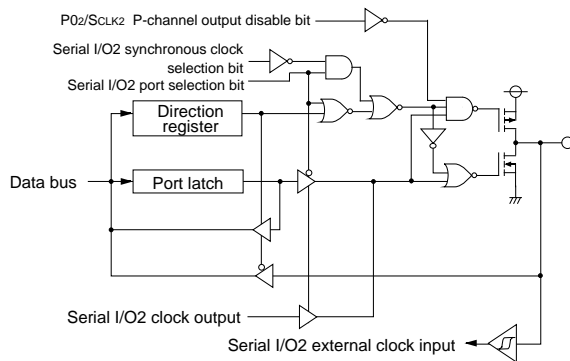 P02/SCLK2 P-channel output disable bit
Serial I/O2 synchronous clock
selection bit
Serial I/O2 port selection bit
Direction
register
Data bus
Port latch
Serial I/O2 clock output
Serial I/O2 external clock input